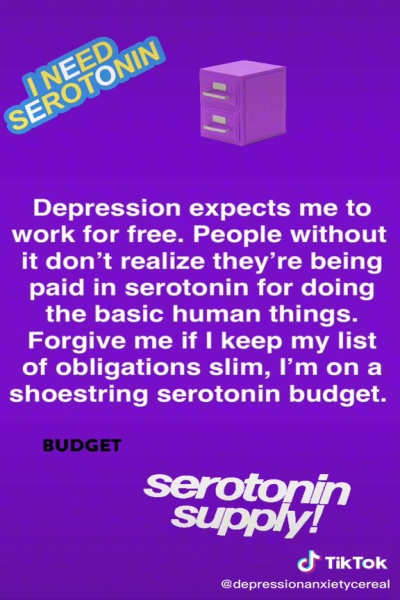 I NEED
SEROTONIN
Depression expects me to
work for free. People without
it don't realize they're being
paid in serotonin for doing
the basic human things.
Forgive me if I keep my list
of obligations slim, I'm on a
shoestring serotonin budget.
BUDGET
serotonin
supply!
TikTok
@depressionanxietycereal